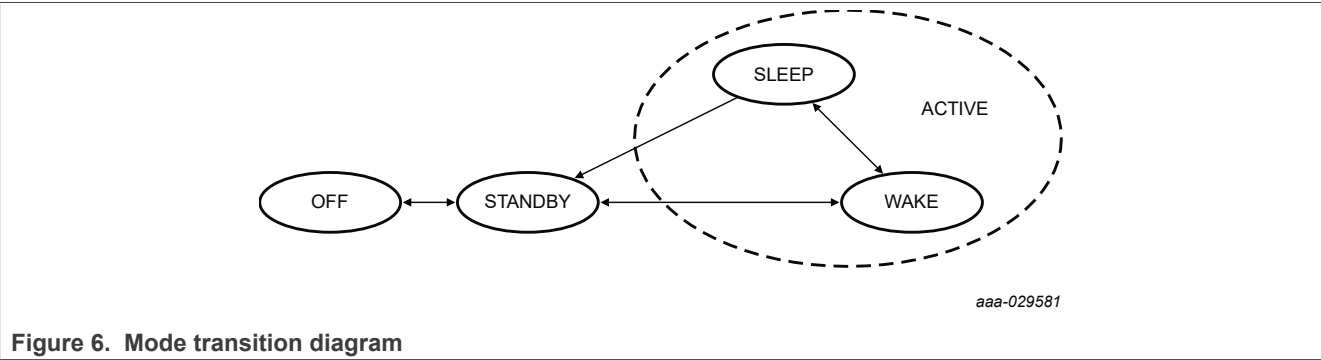 SLEEP
ACTIVE
OFF
STANDBY
WAKE
aaa-029581
Figure 6. Mode transition diagram